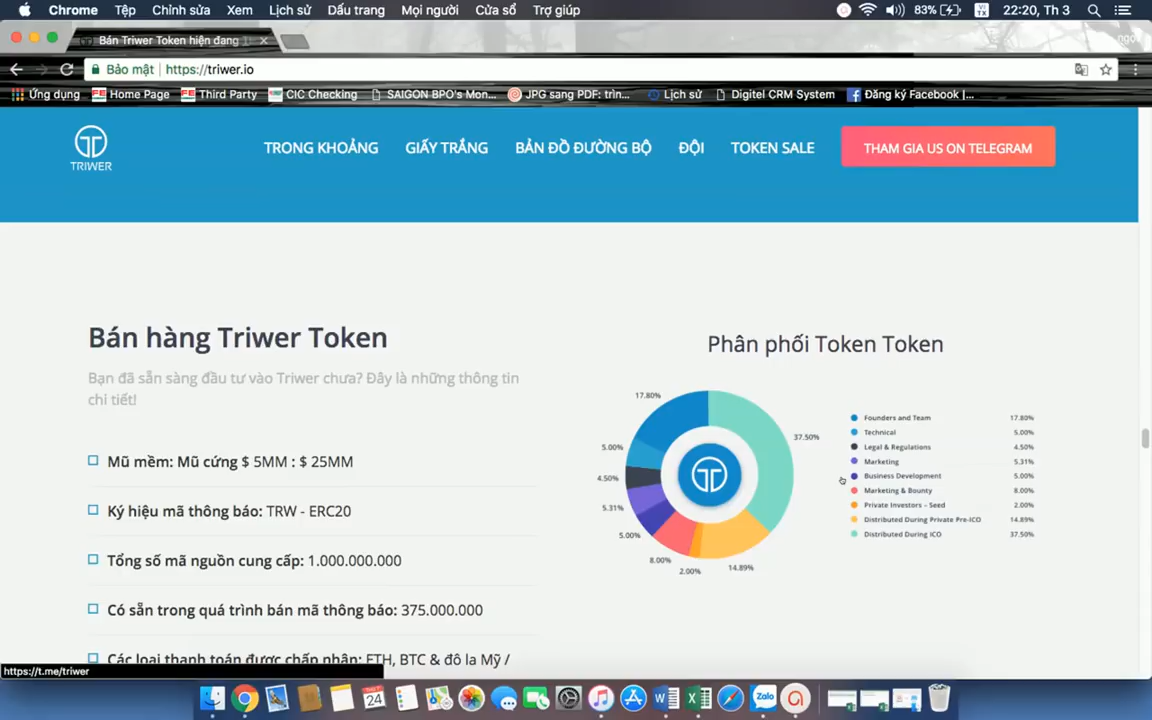 Chrome Tệp Chỉnh sửa Xem Lịch sử Dấu trang Mọi người Cửa sổ Trợ giúp 83% 22:20, Th 3
Bán Triwer Token hiện đang
Bảo mật https://triwer.io
Ứng dụng Home Page Third Party CIC Checking SAIGON BPO's Mon... JPG sang PDF: trìn... Lịch sử Digitel CRM System Đăng ký Facebook |...
TRIWER
TRONG KHOẢNG GIẤY TRẮNG BẢN ĐỒ ĐƯỜNG BỘ ĐỘI TOKEN SALE THAM GIA US ON TELEGRAM
Bán hàng Triwer Token
Bạn đã sẵn sàng đầu tư vào Triwer chưa? Đây là những thông tin
chi tiết!
Mũ mềm: Mũ cứng $ 5MM : $ 25MM
Ký hiệu mã thông báo: TRW - ERC20
Tổng số mã nguồn cung cấp: 1.000.000.000
Có sẵn trong quá trình bán mã thông báo: 375.000.000
Các loại thanh toán được chấp nhận: ETH, BTC & đô la Mỹ /
Phân phối Token Token
17.80%
37.50%
5.00%
4.50%
5.31%
5.00%
8.00%
2.00%
14.89%
Founders and Team 17.80%
Technical 5.00%
Legal & Regulations 4.50%
Marketing 5.31%
Business Development 5.00%
Marketing & Bounty 8.00%
Private Investors - Seed 2.00%
Distributed During Private Pre-ICO 14.89%
Distributed During ICO 37.50%
https://t.me/triwer
24
Zalo